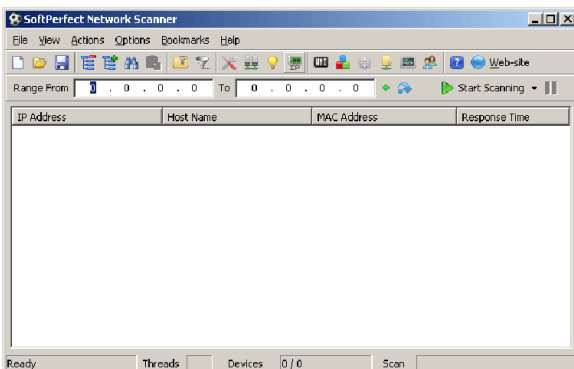 SoftPerfect Network Scanner
File View Actions Options Bookmarks Help
Web-site
Range From 0 . 0 . 0 . 0 To 0 . 0 . 0 . 0 Start Scanning
IP Address Host Name MAC Address Response Time
Ready Threads Devices 0 / 0 Scan